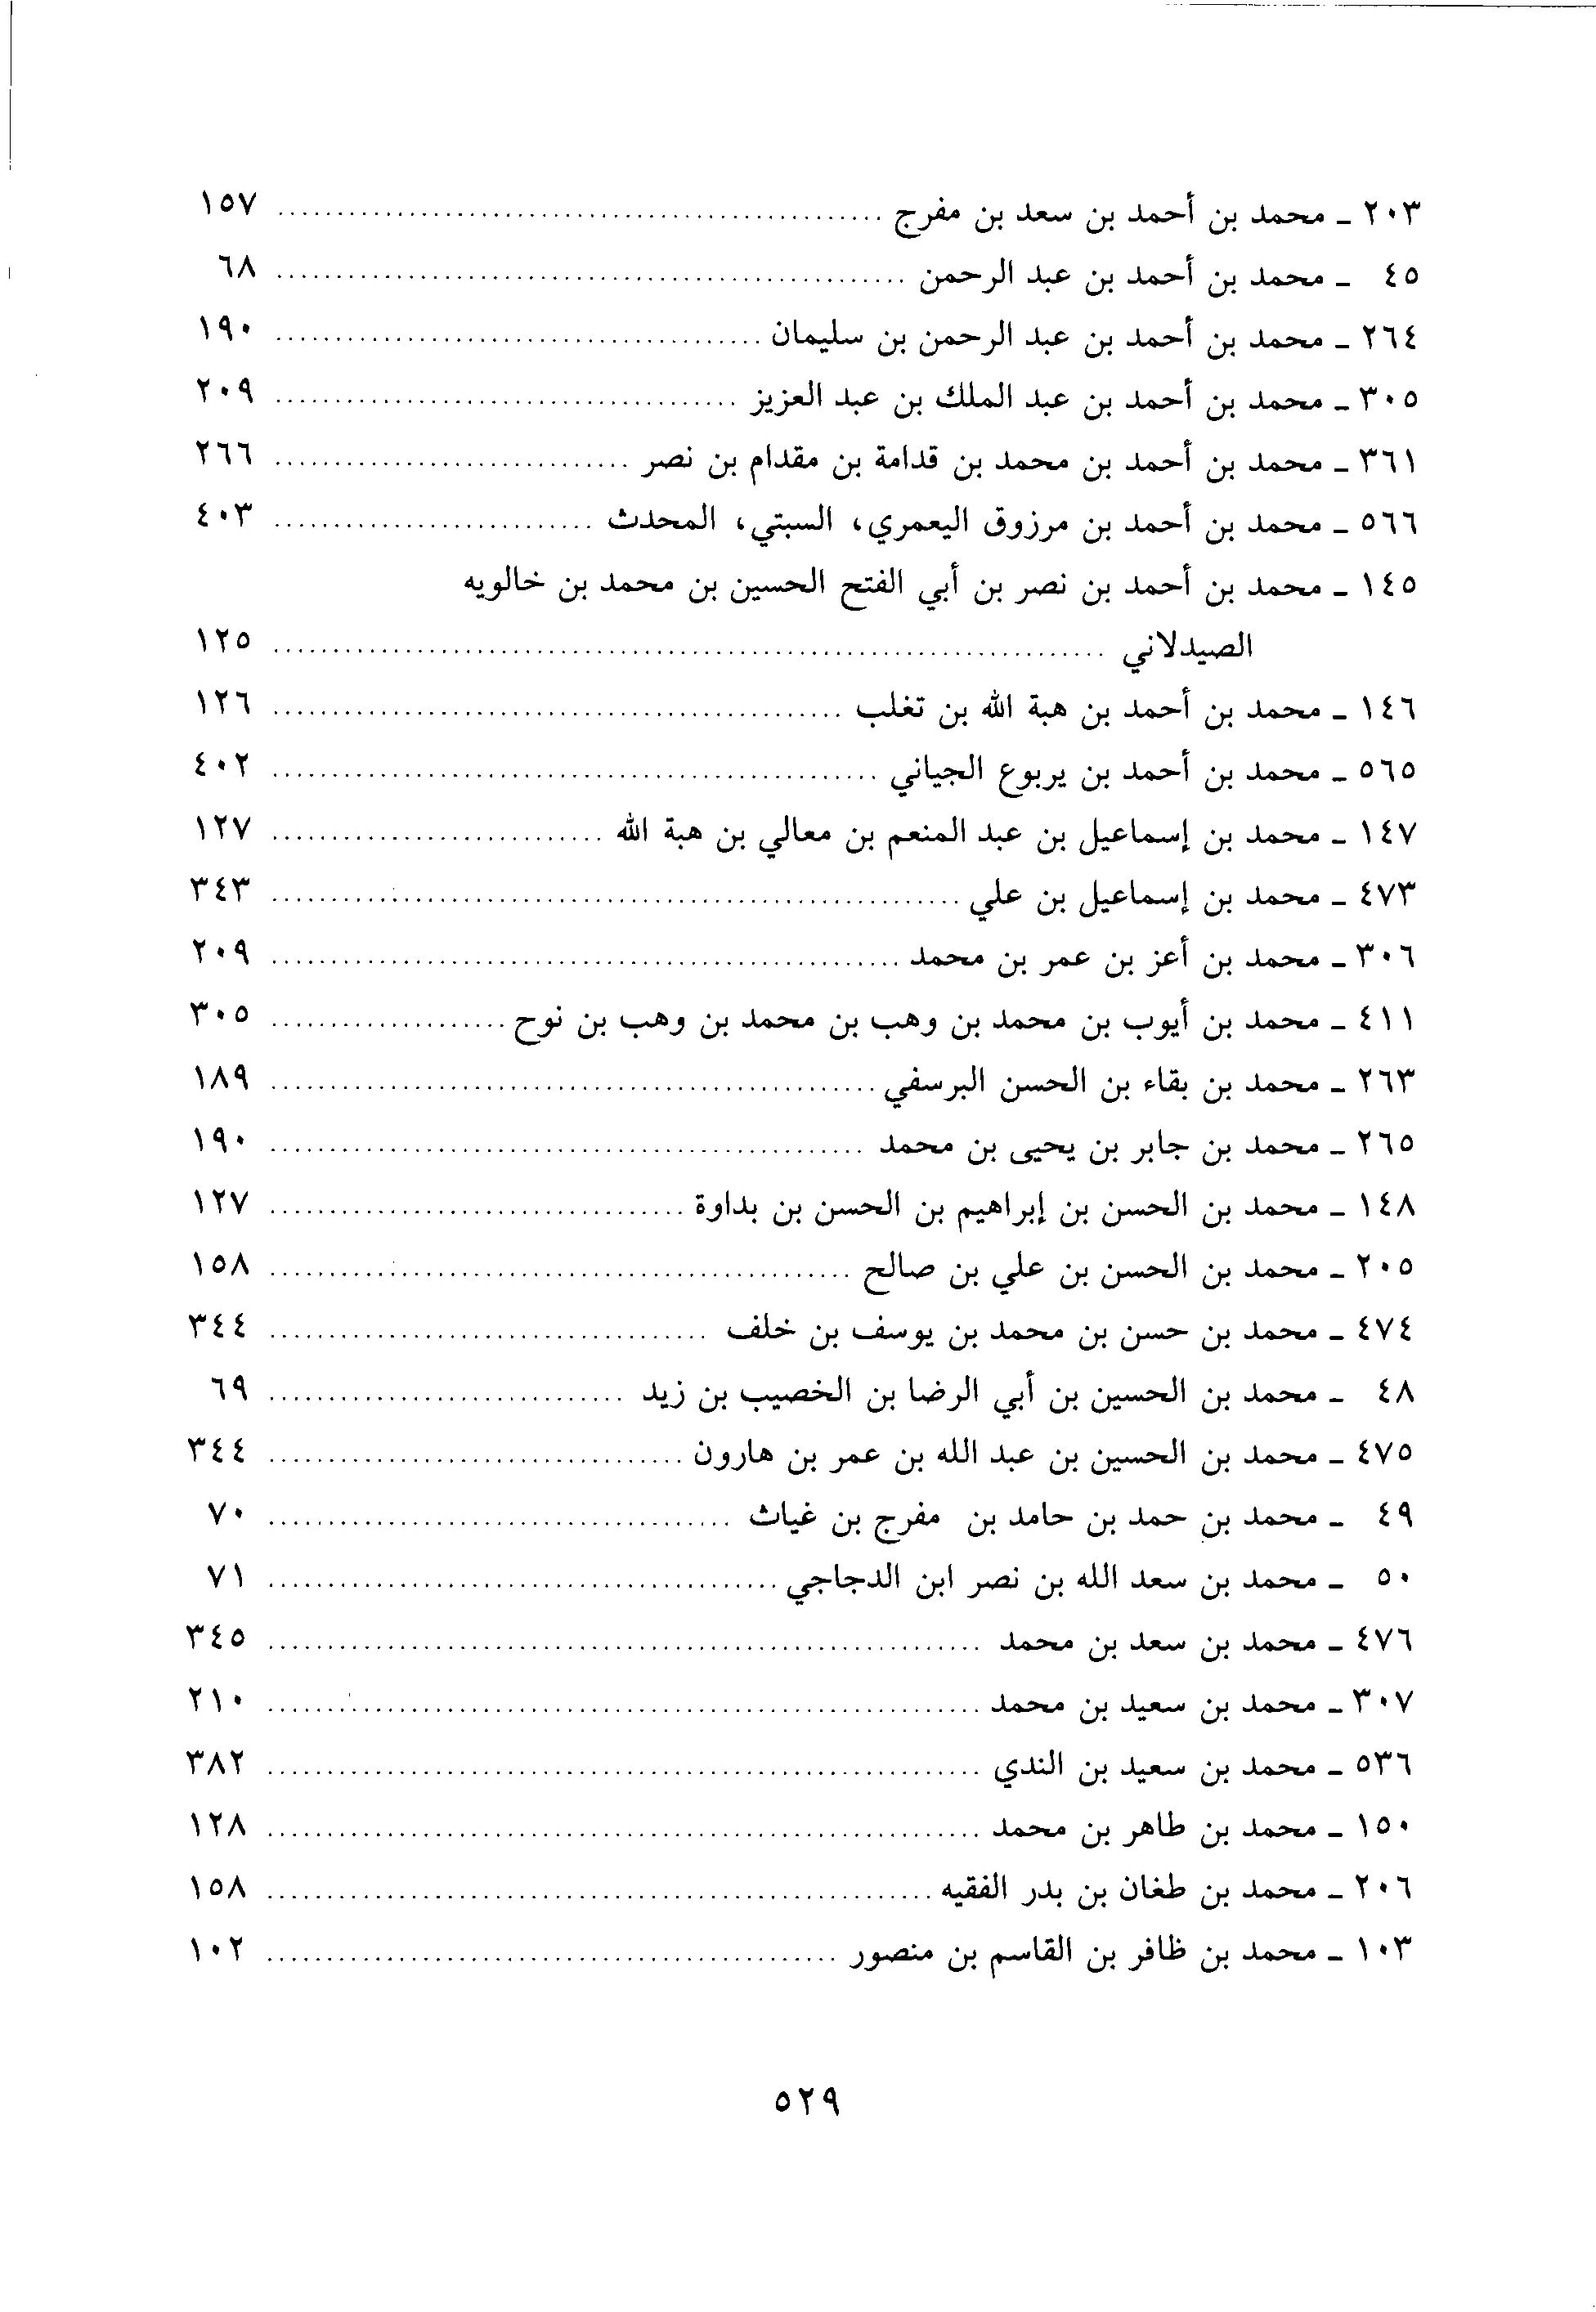 ٢٠٣ - محمد بن أحمد بن سعد بن مفرج ........ ١٥٧
٤٥ - محمد بن أحمد بن عبد الرحمن ........ ٦٨
٢٦٤ - محمد بن أحمد بن عبد الرحمن بن سليمان ........ ١٩٠
٣٠٥ - محمد بن أحمد بن عبد الملك بن عبد العزيز ........ ٢٠٩
٣٦١ - محمد بن أحمد بن محمد بن قدامة بن مقدام بن نصر ........ ٢٦٦
٥٦٦ - محمد بن أحمد بن مرزوق اليعمري، السبتي، المحدث ........ ٤٠٣
١٤٥ - محمد بن أحمد بن نصر بن أبي الفتح الحسين بن محمد بن خالويه
الصيدلاني ........ ١٢٥
١٤٦ - محمد بن أحمد بن هبة الله بن تغلب ........ ١٢٦
٥٦٥ - محمد بن أحمد بن يربوع الجياني ........ ٤٠٢
١٤٧ - محمد بن إسماعيل بن عبد المنعم بن معالي بن هبة الله ........ ١٢٧
٤٧٣ - محمد بن إسماعيل بن علي ........ ٣٤٣
٣٠٦ - محمد بن أعز بن عمر بن محمد ........ ٢٠٩
٤١١ - محمد بن أيوب بن محمد بن وهب بن محمد بن وهب بن نوح ........ ٣٠٥
٢٦٣ - محمد بن بقاء بن الحسن البرسفي ........ ١٨٩
٢٦٥ - محمد بن جابر بن يحيى بن محمد ........ ١٩٠
١٤٨ - محمد بن الحسن بن إبراهيم بن الحسن بن بداوة ........ ١٢٧
٢٠٥ - محمد بن الحسن بن علي بن صالح ........ ١٥٨
٤٧٤ - محمد بن حسن بن محمد بن يوسف بن خلف ........ ٣٤٤
٤٨ - محمد بن الحسين بن أبي الرضا بن الخصيب بن زيد ........ ٦٩
٤٧٥ - محمد بن الحسين بن عبد الله بن عمر بن هارون ........ ٣٤٤
٤٩ - محمد بن حمد بن حامد بن مفرج بن غياث ........ ٧٠
٥٠ - محمد بن سعد الله بن نصر ابن الدجاجي ........ ٧١
٤٧٦ - محمد بن سعد بن محمد ........ ٣٤٥
٣٠٧ - محمد بن سعيد بن محمد ........ ٢١٠
٥٣٦ - محمد بن سعيد بن الندي ........ ٣٨٢
١٥٠ - محمد بن طاهر بن محمد ........ ١٢٨
٢٠٦ - محمد بن طغان بن بدر الفقيه ........ ١٥٨
١٠٣ - محمد بن ظافر بن القاسم بن منصور ........ ١٠٢
٥٢٩